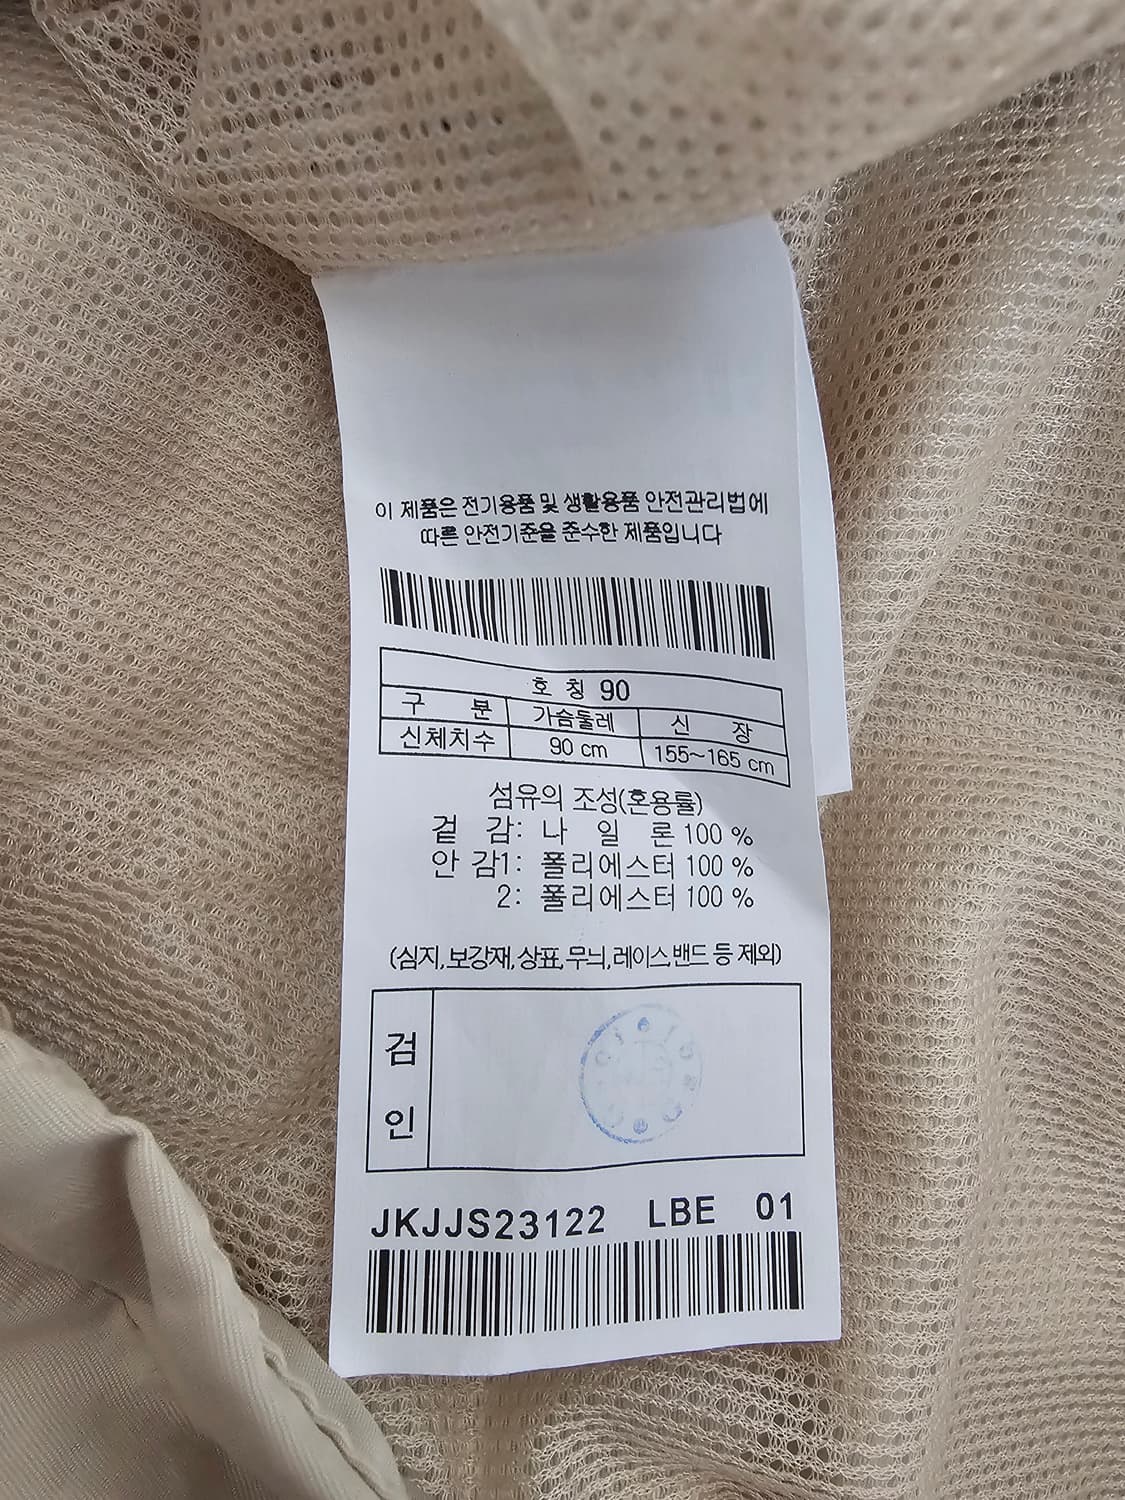 이 제품은 전기용품 및 생활용품 안전관리법에
따른 안전기준을 준수한 제품입니다
호 칭 90
구 분 가슴둘레 신 장
신체치수 90 cm 155~165 cm
섬유의 조성(혼용률)
겉 감: 나 일 론 100 %
안 감1: 폴리에스터 100 %
2: 폴리에스터 100 %
(심지,보강재,상표,무늬,레이스,밴드 등 제외)
검
인
JKJJS23122 LBE 01